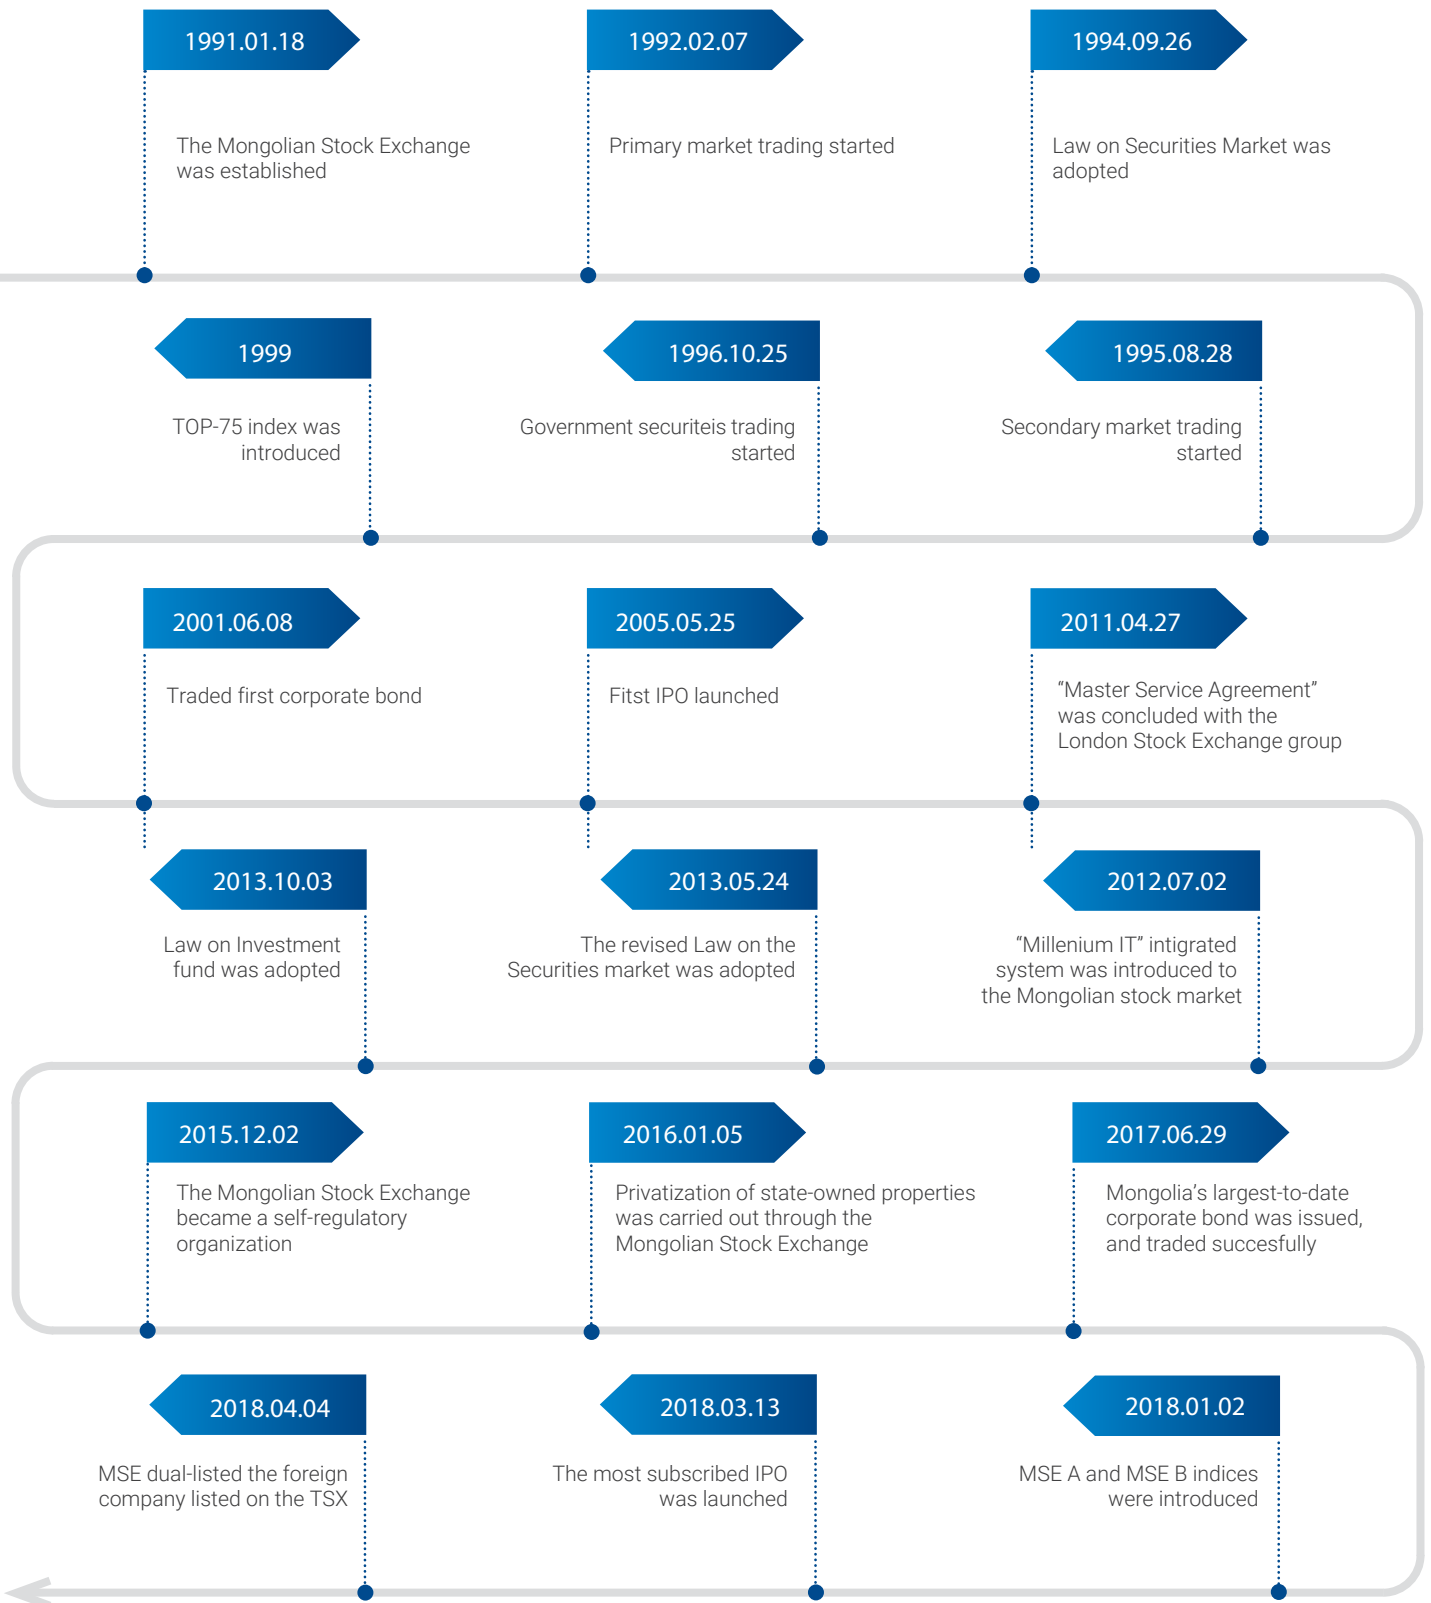 1991.01.18
The Mongolian Stock Exchange
was established
1992.02.07
Primary market trading started
1994.09.26
Law on Securities Market was
adopted
1995.08.28
Secondary market trading
started
1996.10.25
Government securiteis trading
started
1999
TOP-75 index was
introduced
2001.06.08
Traded first corporate bond
2005.05.25
Fitst IPO launched
2011.04.27
“Master Service Agreement”
was concluded with the
London Stock Exchange group
2012.07.02
“Millenium IT” intigrated
system was introduced to
the Mongolian stock market
2013.05.24
The revised Law on the
Securities market was adopted
2013.10.03
Law on Investment
fund was adopted
2015.12.02
The Mongolian Stock Exchange
became a self-regulatory
organization
2016.01.05
Privatization of state-owned properties
was carried out through the
Mongolian Stock Exchange
2017.06.29
Mongolia’s largest-to-date
corporate bond was issued,
and traded succesfully
2018.01.02
MSE A and MSE B indices
were introduced
2018.03.13
The most subscribed IPO
was launched
2018.04.04
MSE dual-listed the foreign
company listed on the TSX